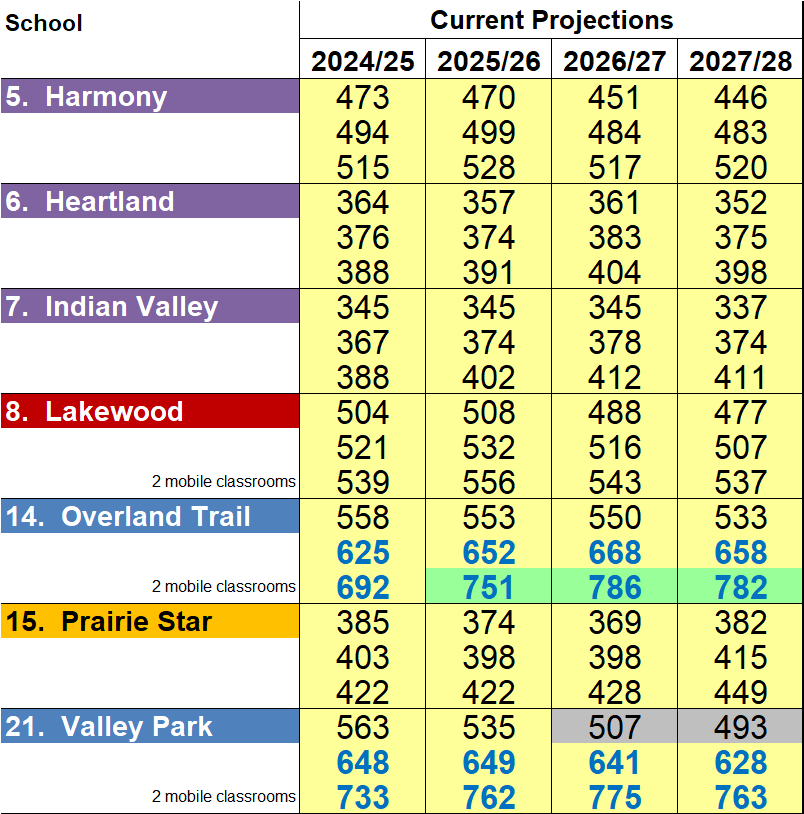 School Current Projections
2024/25 2025/26 2026/27 2027/28
5. Harmony 473 470 451 446
494 499 484 483
515 528 517 520
6. Heartland 364 357 361 352
376 374 383 375
388 391 404 398
7. Indian Valley 345 345 345 337
367 374 378 374
388 402 412 411
8. Lakewood 504 508 488 477
521 532 516 507
2 mobile classrooms 539 556 543 537
14. Overland Trail 558 553 550 533
625 652 668 658
2 mobile classrooms 692 751 786 782
15. Prairie Star 385 374 369 382
403 398 398 415
422 422 428 449
21. Valley Park 563 535 507 493
648 649 641 628
2 mobile classrooms 733 762 775 763